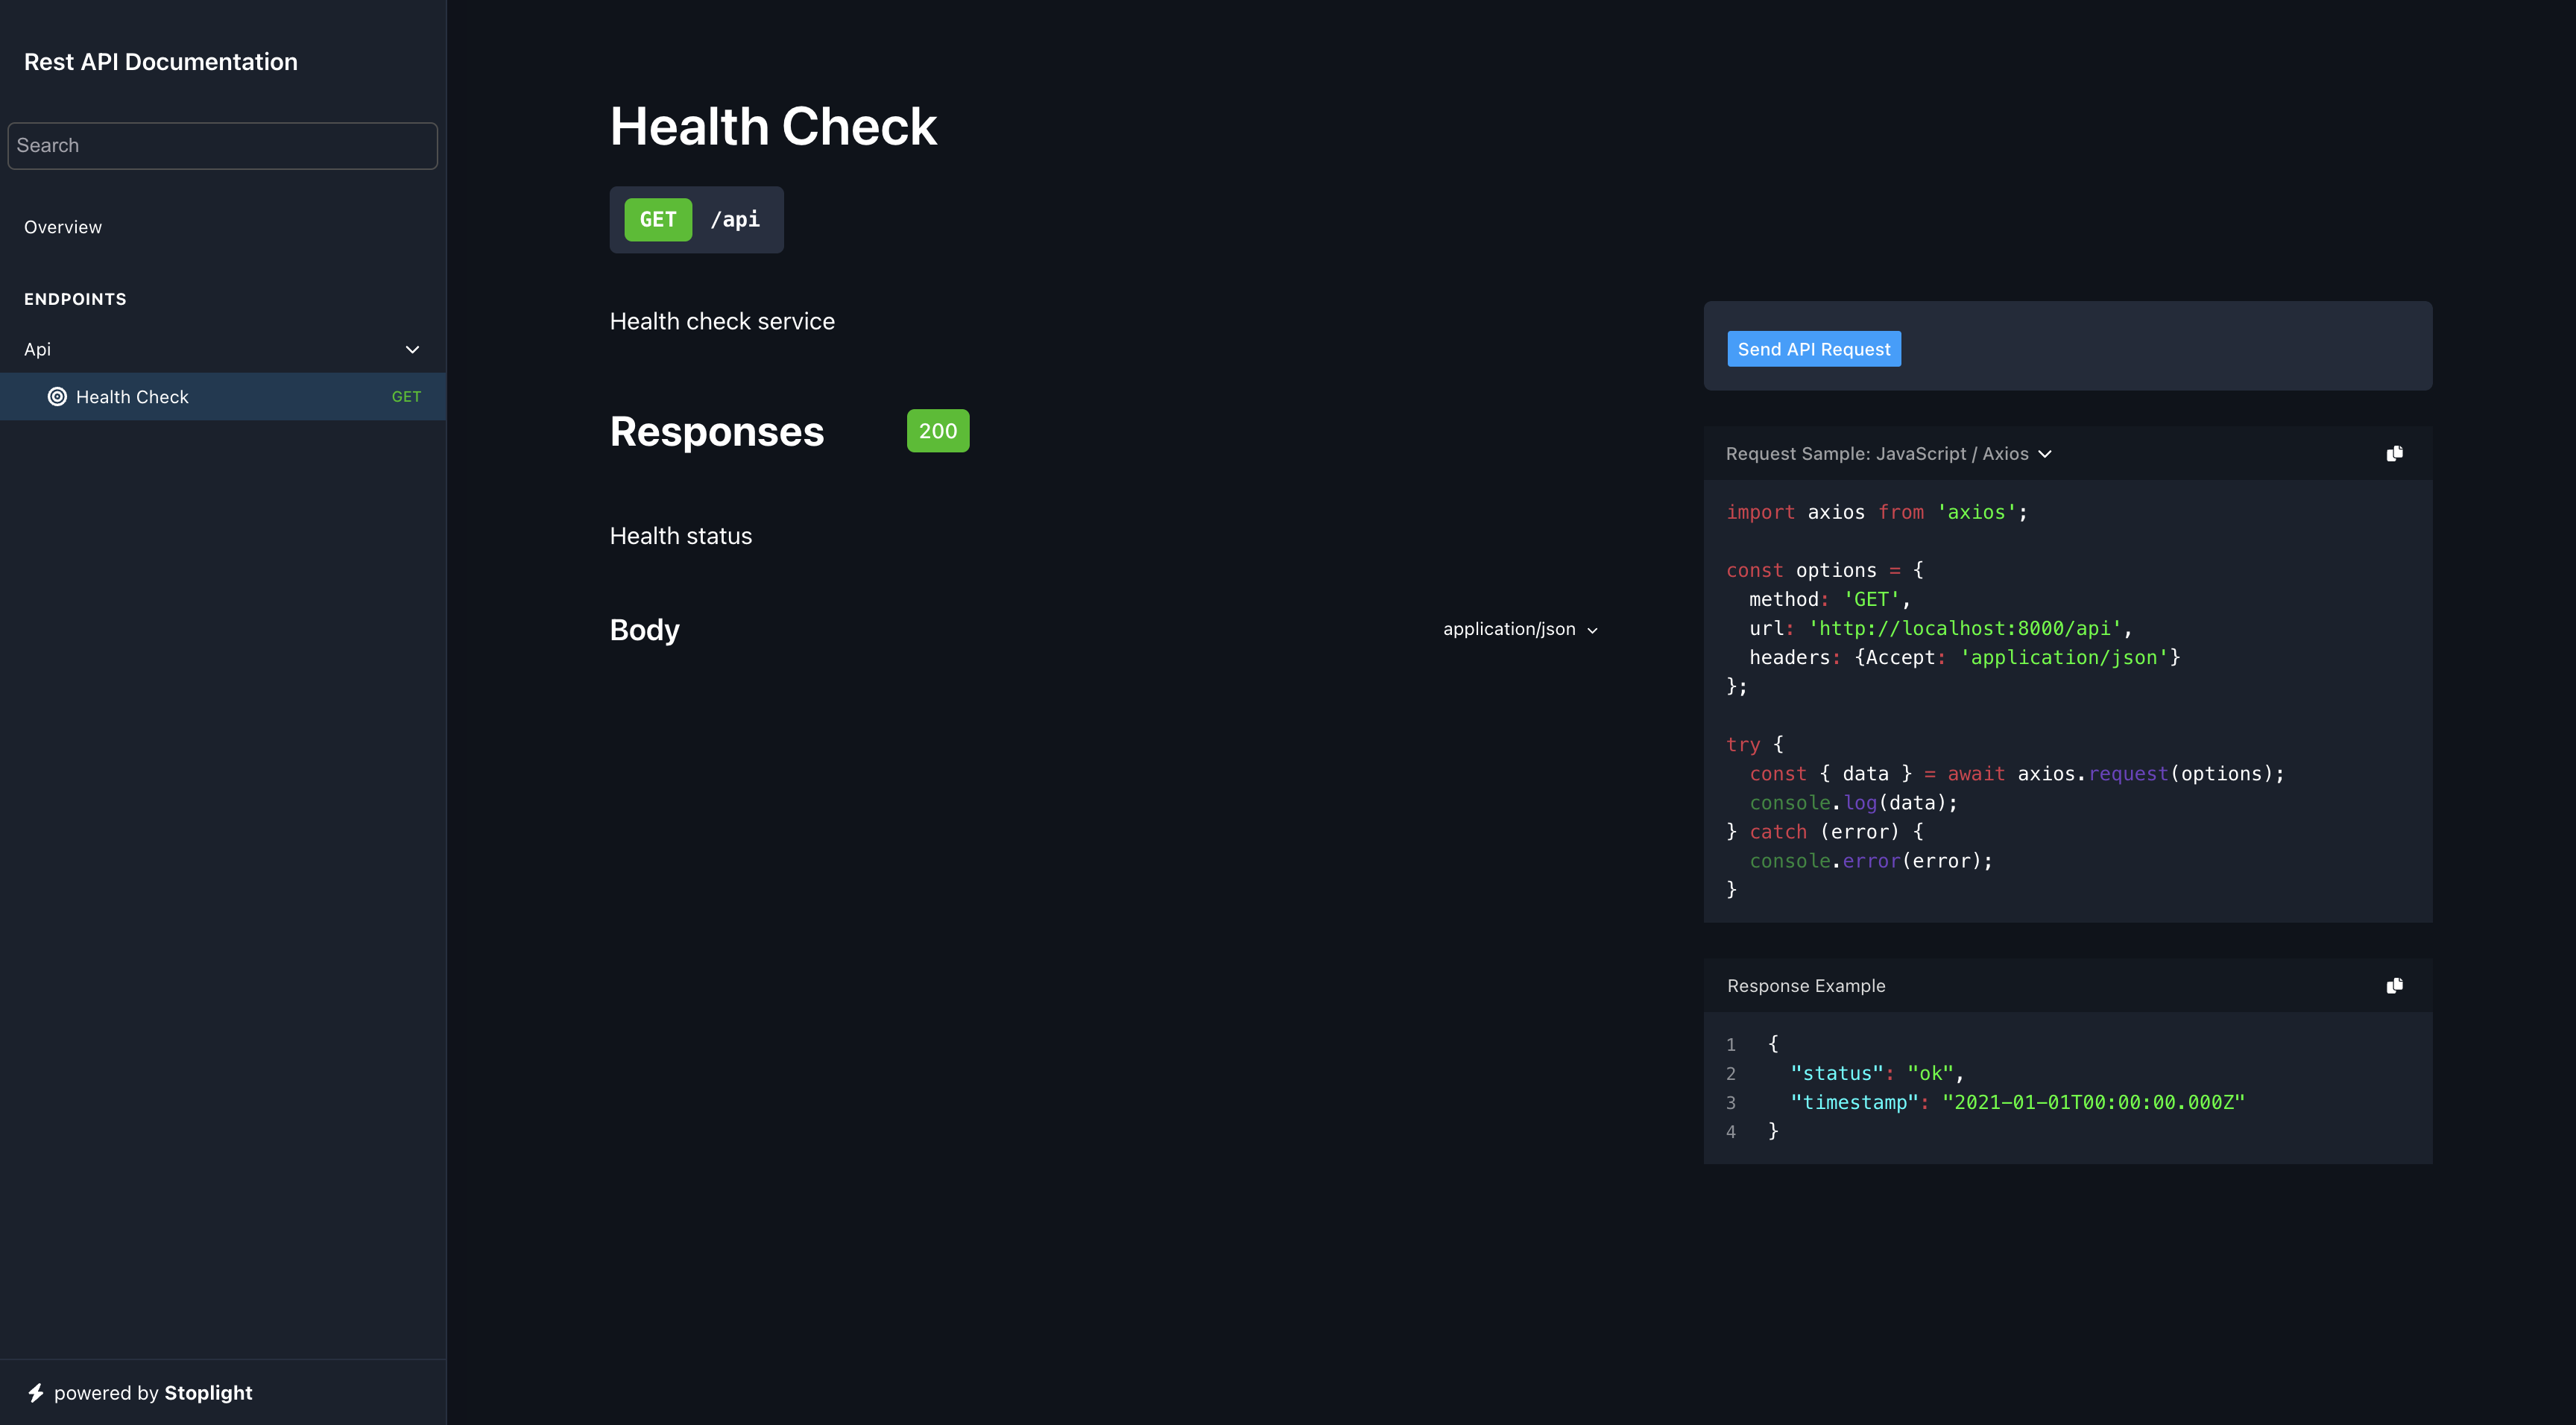 Rest API Documentation
Search
Overview
ENDPOINTS
Api
Health Check GET
powered by Stoplight
Health Check
GET /api
Health check service
Responses 200
Health status
Body application/json
Send API Request
Request Sample: JavaScript / Axios
import axios from 'axios';
const options = {
  method: 'GET',
  url: 'http://localhost:8000/api',
  headers: {Accept: 'application/json'}
};
try {
  const { data } = await axios.request(options);
  console.log(data);
} catch (error) {
  console.error(error);
}
Response Example
1 {
2   "status": "ok",
3   "timestamp": "2021-01-01T00:00:00.000Z"
4 }